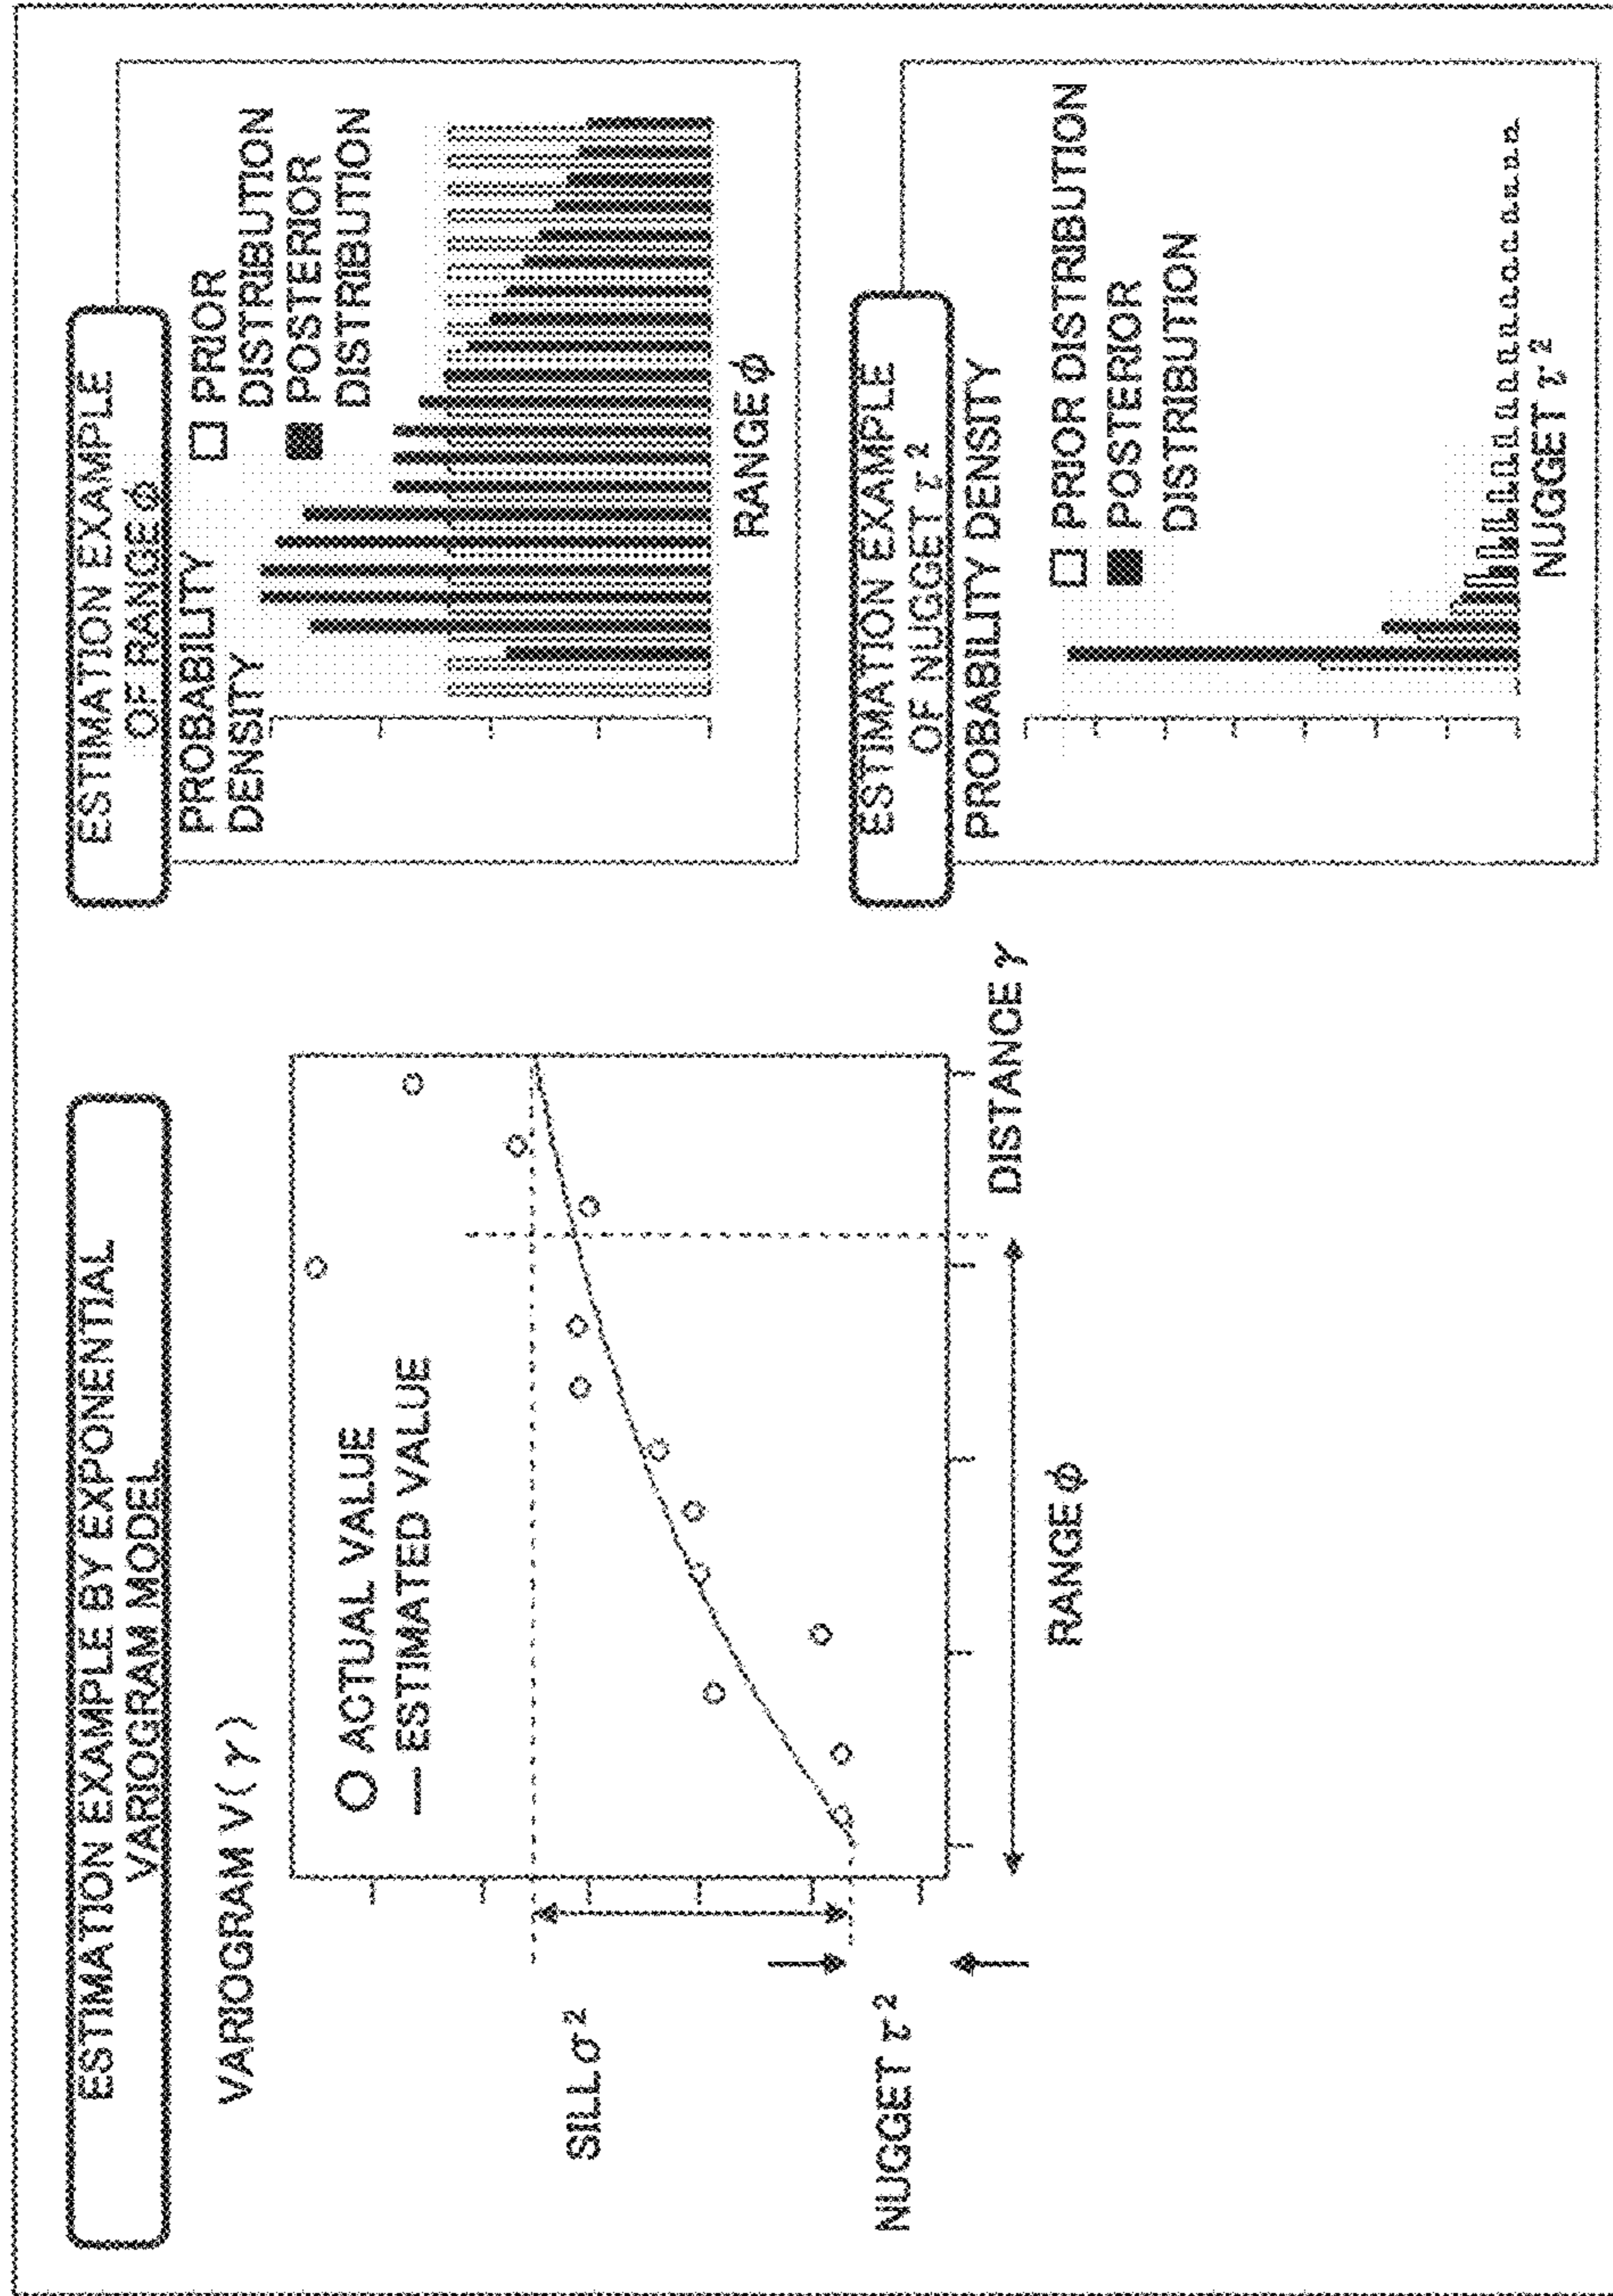 ESTIMATION EXAMPLE BY EXPONENTIAL
VARIOGRAM MODEL
VARIOGRAM V(γ)
ACTUAL VALUE
ESTIMATED VALUE
SILL σ²
NUGGET τ²
DISTANCE γ
RANGE ϕ
ESTIMATION EXAMPLE
OF RANGE ϕ
PROBABILITY
DENSITY
PRIOR
DISTRIBUTION
POSTERIOR
DISTRIBUTION
RANGE ϕ
ESTIMATION EXAMPLE
OF NUGGET τ²
PROBABILITY DENSITY
PRIOR DISTRIBUTION
POSTERIOR
DISTRIBUTION
NUGGET τ²